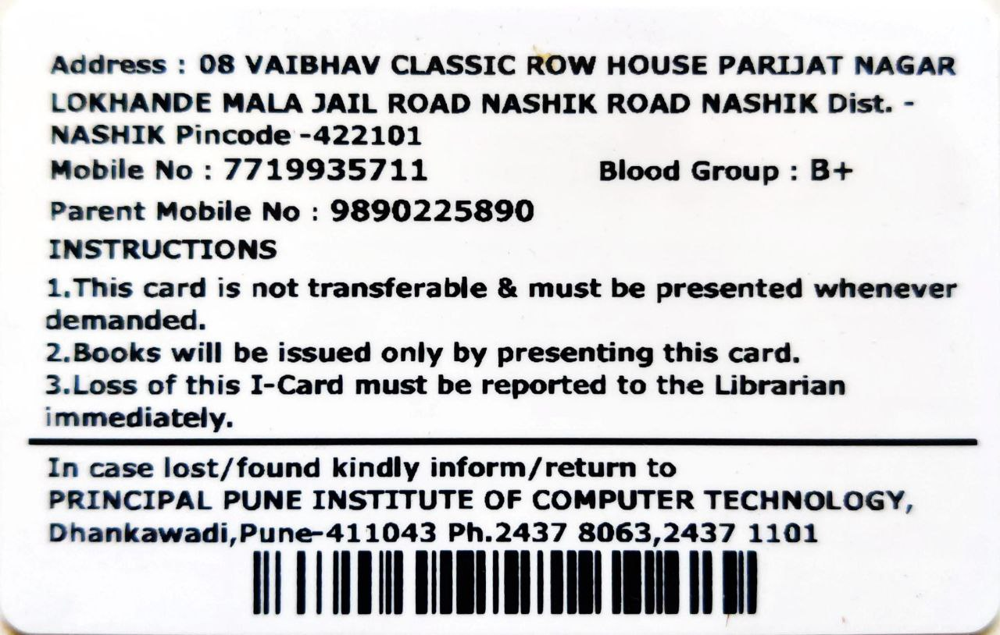 Address : 08 VAIBHAV CLASSIC ROW HOUSE PARIJAT NAGAR
LOKHANDE MALA JAIL ROAD NASHIK ROAD NASHIK Dist. -
NASHIK Pincode -422101
Mobile No : 7719935711 Blood Group : B+
Parent Mobile No : 9890225890
INSTRUCTIONS
1.This card is not transferable & must be presented whenever
demanded.
2.Books will be issued only by presenting this card.
3.Loss of this I-Card must be reported to the Librarian
immediately.
In case lost/found kindly inform/return to
PRINCIPAL PUNE INSTITUTE OF COMPUTER TECHNOLOGY,
Dhankawadi,Pune-411043 Ph.2437 8063,2437 1101